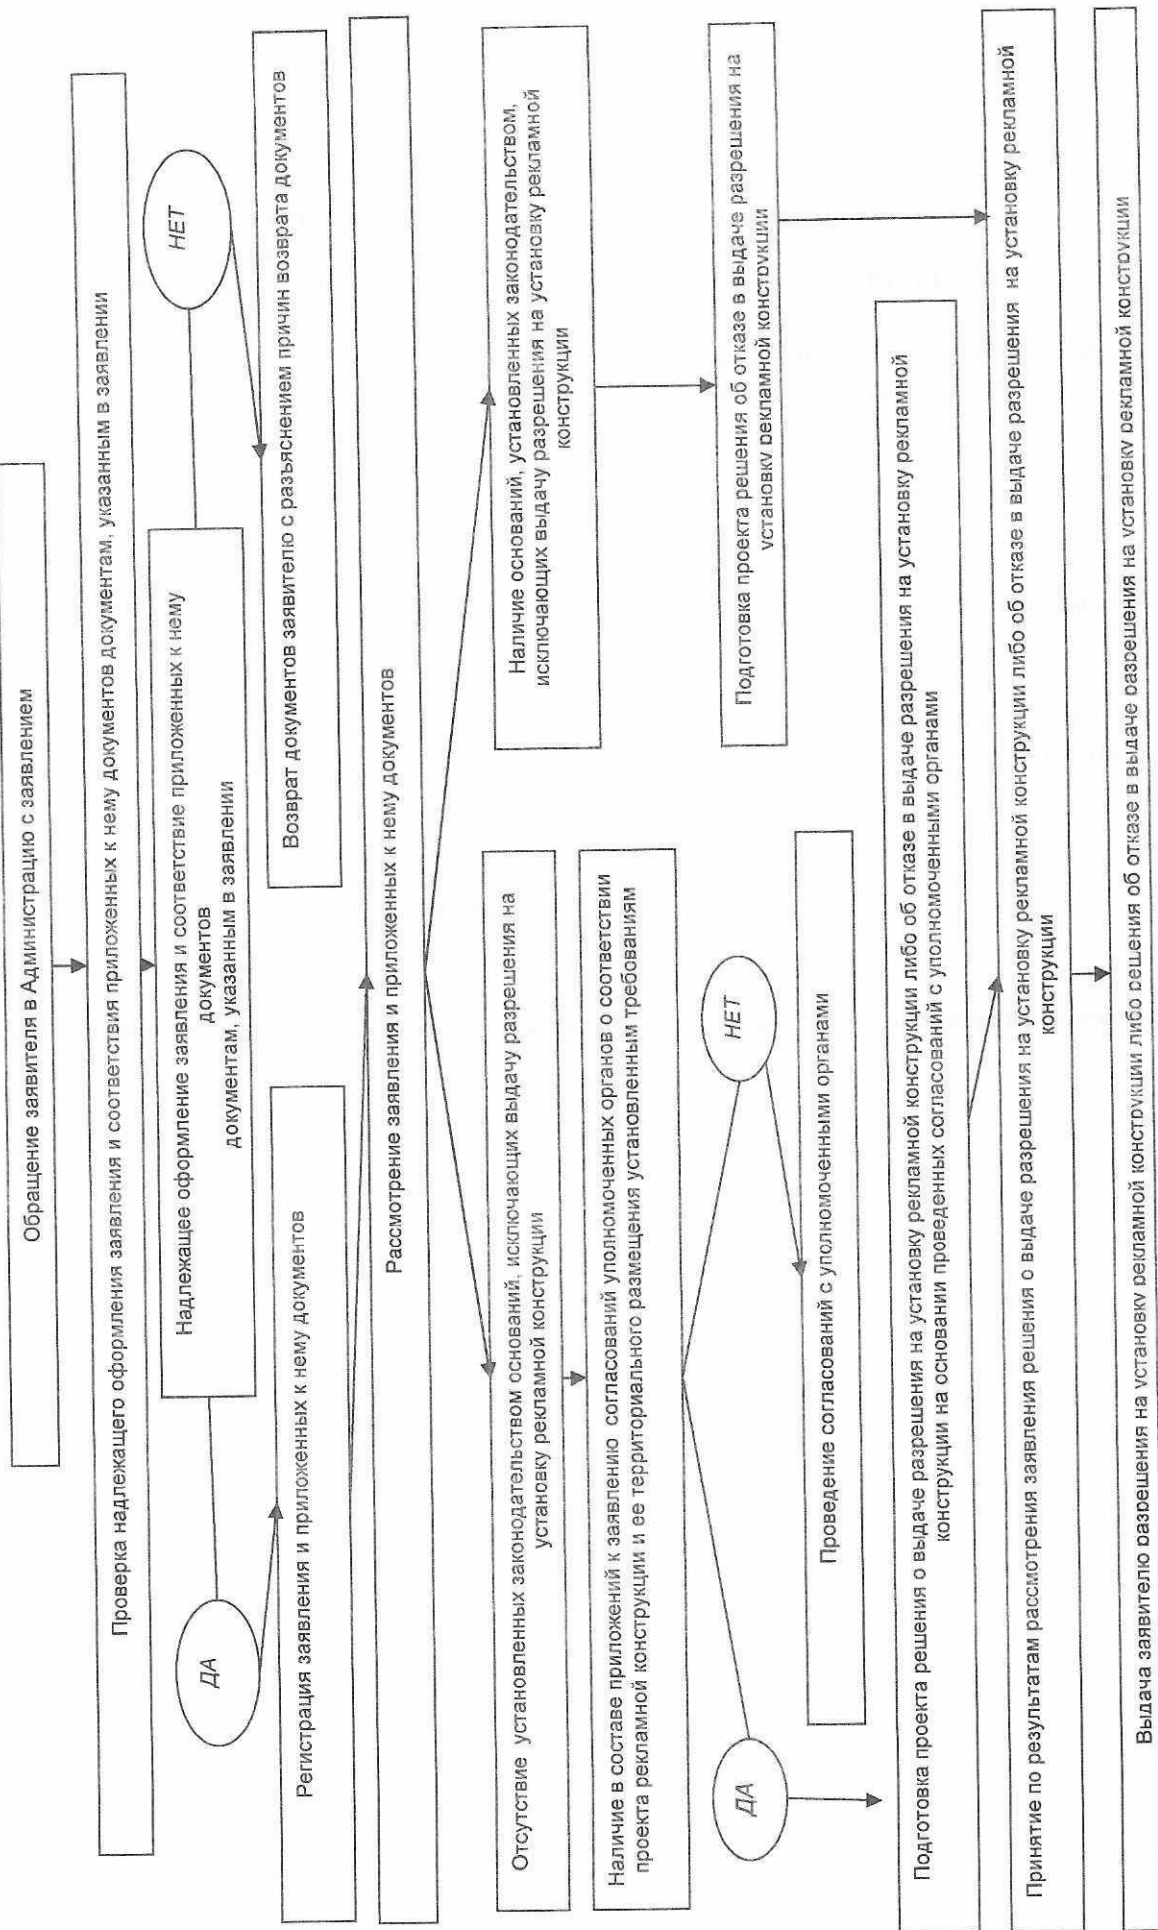 Обращение заявителя в Администрацию с заявлением
Проверка надлежащего оформления заявления и соответствия приложенных к нему документов документам, указанным в заявлении
Надлежащее оформление заявления и соответствие приложенных к нему
документов
документам, указанным в заявлении
ДА
НЕТ
Регистрация заявления и приложенных к нему документов
Возврат документов заявителю с разъяснением причин возврата документов
Рассмотрение заявления и приложенных к нему документов
Отсутствие установленных законодательством оснований, исключающих выдачу разрешения на
установку рекламной конструкции
Наличие оснований, установленных законодательством,
исключающих выдачу разрешения на установку рекламной
конструкции
Наличие в составе приложений к заявлению согласований уполномоченных органов о соответствии
проекта рекламной конструкции и ее территориального размещения установленным требованиям
ДА
НЕТ
Подготовка проекта решения об отказе в выдаче разрешения на
установку рекламной конструкции
Проведение согласований с уполномоченными органами
Подготовка проекта решения о выдаче разрешения на установку рекламной конструкции либо об отказе в выдаче разрешения на установку рекламной
конструкции на основании проведенных согласований с уполномоченными органами
Принятие по результатам рассмотрения заявления решения о выдаче разрешения на установку рекламной конструкции либо об отказе в выдаче разрешения на установку рекламной
конструкции
Выдача заявителю разрешения на установку рекламной конструкции либо решения об отказе в выдаче разрешения на установку рекламной конструкции